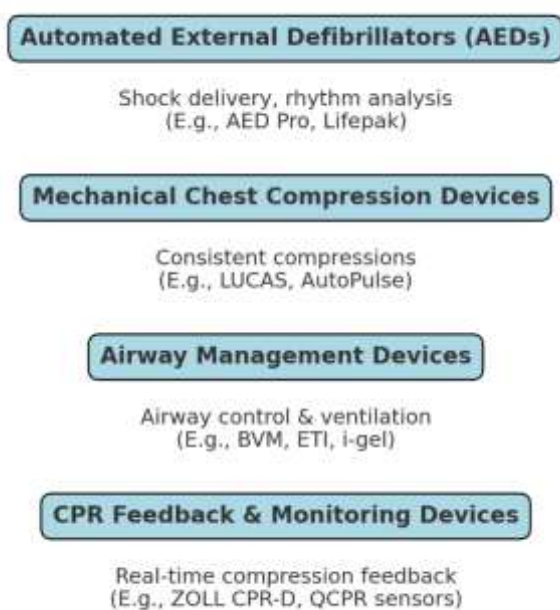 Automated External Defibrillators (AEDs)
Shock delivery, rhythm analysis
(E.g., AED Pro, Lifepak)
Mechanical Chest Compression Devices
Consistent compressions
(E.g., LUCAS, AutoPulse)
Airway Management Devices
Airway control & ventilation
(E.g., BVM, ETI, i-gel)
CPR Feedback & Monitoring Devices
Real-time compression feedback
(E.g., ZOLL CPR-D, QCPR sensors)